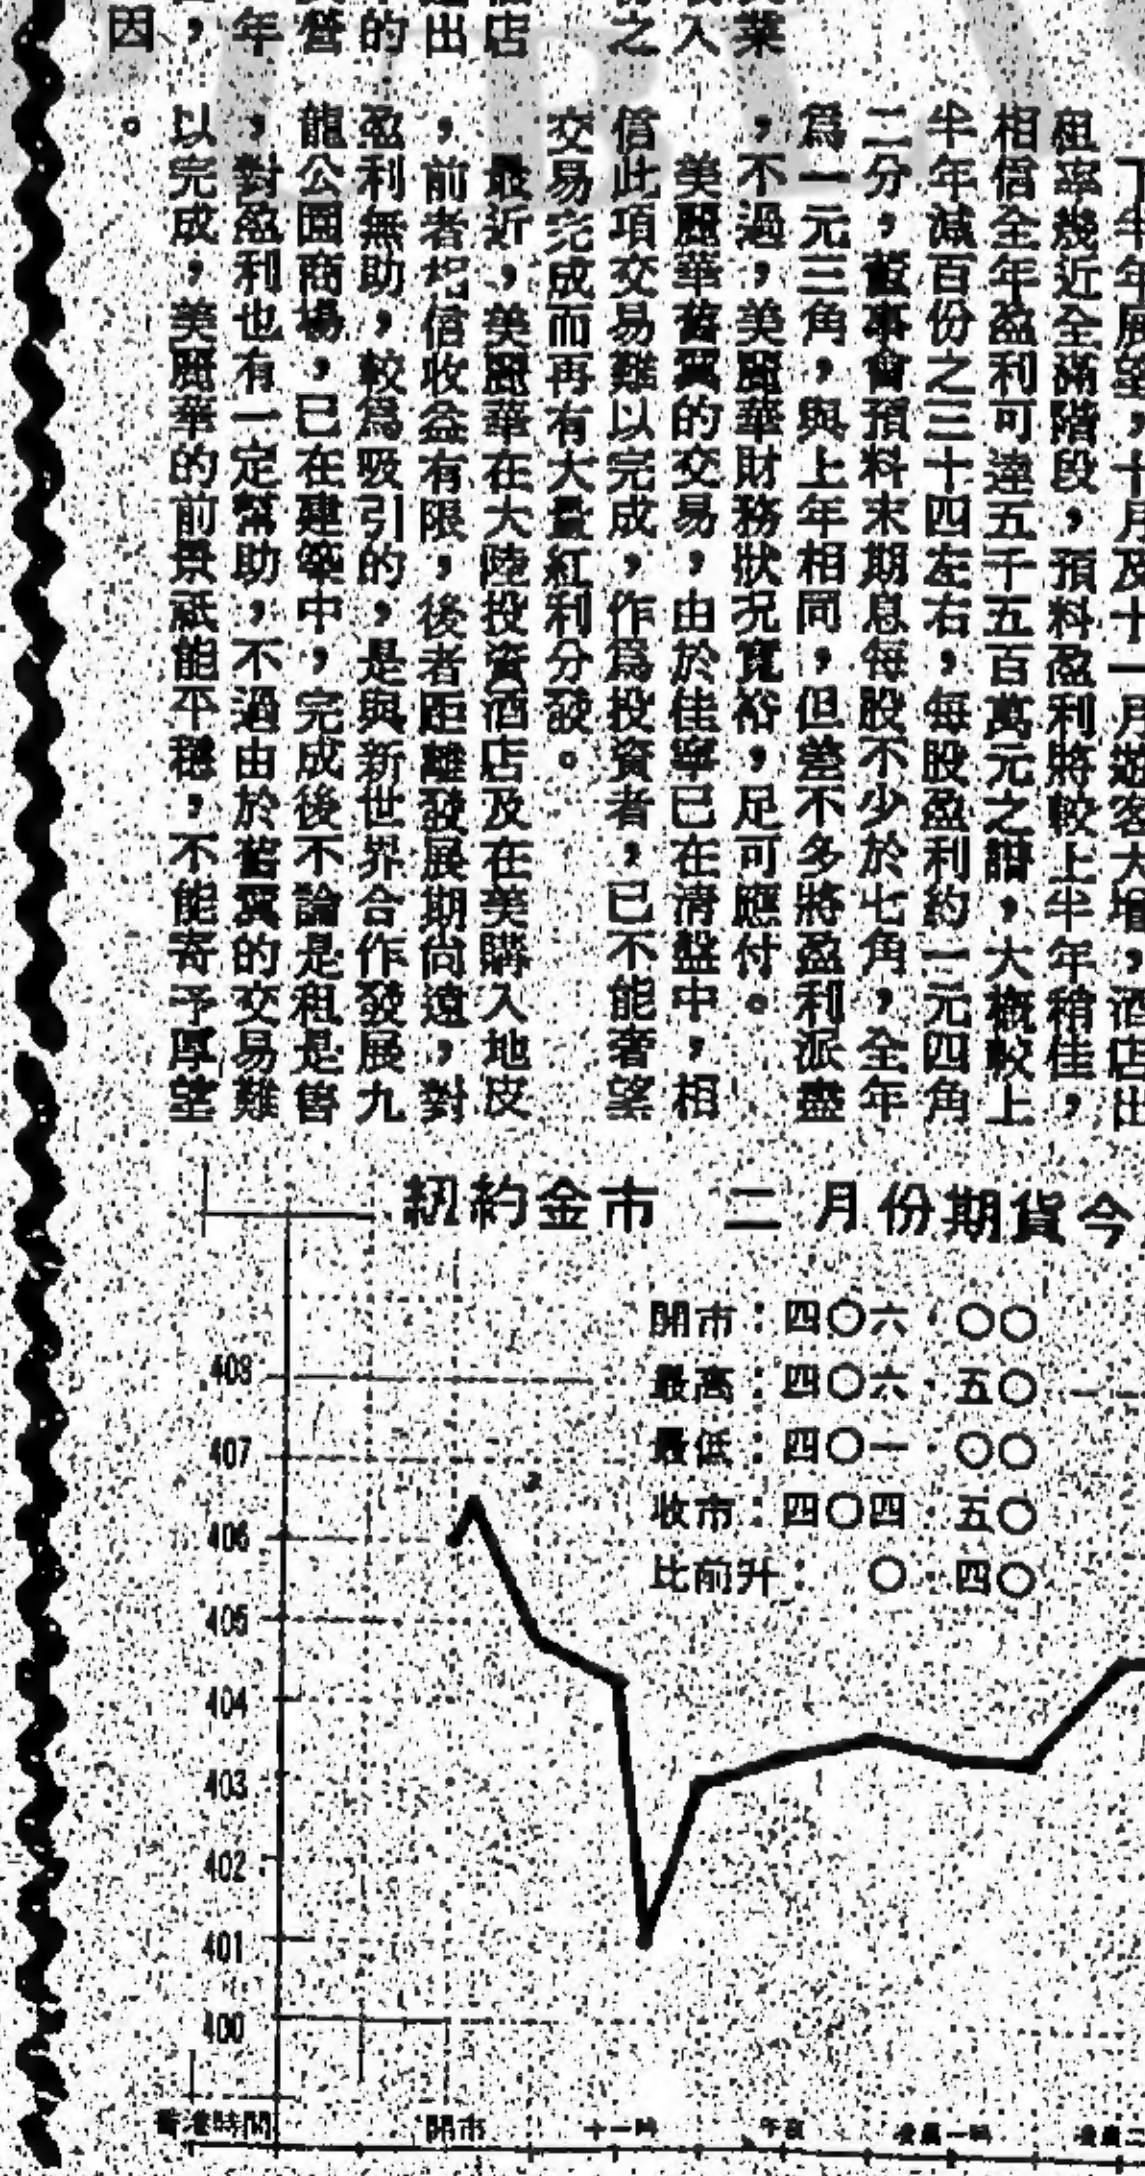 業
入
之
店
出
的
營
年
，
因
下半年展望，十月及十一月遊客大增，酒店出
租率幾近全滿階段，預料盈利將較上半年稍佳，
相信全年盈利可達五千五百萬元之譜，大概較上
半年減百份之三十四左右，每股盈利約一元四角
二分，董事會預料末期息每股不少於七角，全年
爲一元三角，與上年相同，但差不多將盈利派盡
，不過，美麗華財務狀況寬裕，足可應付。
美麗華舊翼的交易，由於佳寧已在清盤中，相
信此項交易難以完成，作爲投資者，已不能奢望
交易完成而再有大量紅利分發。
最近，美麗華在大陸投資酒店及在美購入地皮
，前者相信收益有限，後者距離發展期尚遠，對
盈利無助，較爲吸引的，是與新世界合作發展九
龍公園商場，已在建築中，完成後不論是租是售
，對盈利也有一定幫助，不過由於舊翼的交易難
以完成，美麗華的前景祇能平穩，不能寄予厚望
。
紐約金市　二月份期貨今
開市：四〇六．〇〇
最高：四〇六．五〇
最低：四〇一．〇〇
收市：四〇四．五〇
比前升：〇．四〇
408
407
406
405
404
403
402
401
400
香港時間　開市　十一時　午夜　凌晨一時　凌晨二